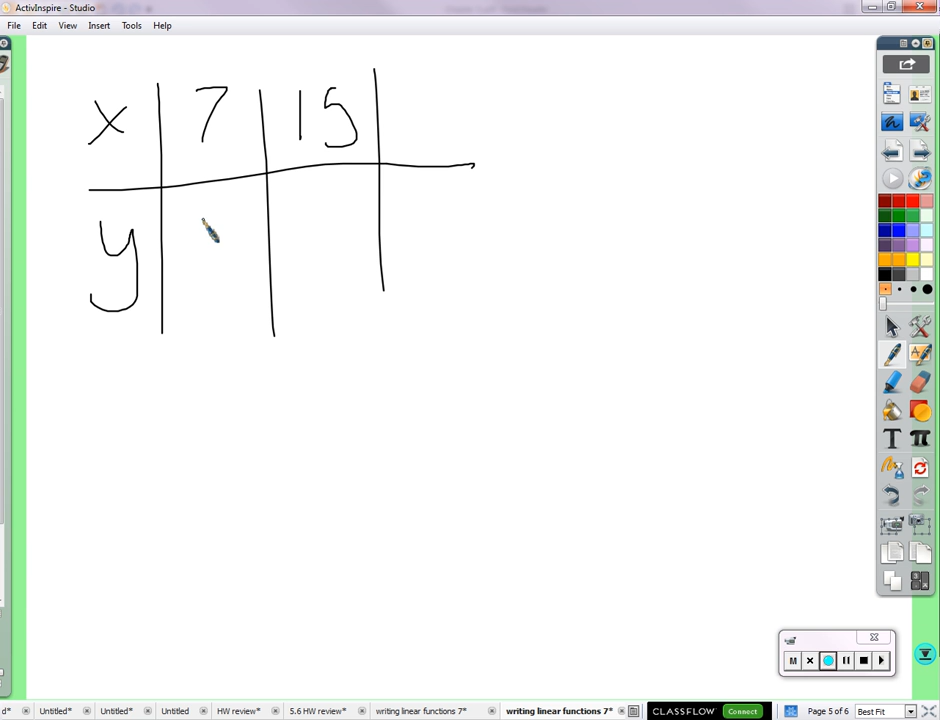 ActivInspire - Studio
File Edit View Insert Tools Help
x 7 15
y
M
d* Untitled* Untitled* Untitled HW review* 5.6 HW review* writing linear functions 7* writing linear functions 7* CLASSFLOW Connect Page 5 of 6 Best Fit